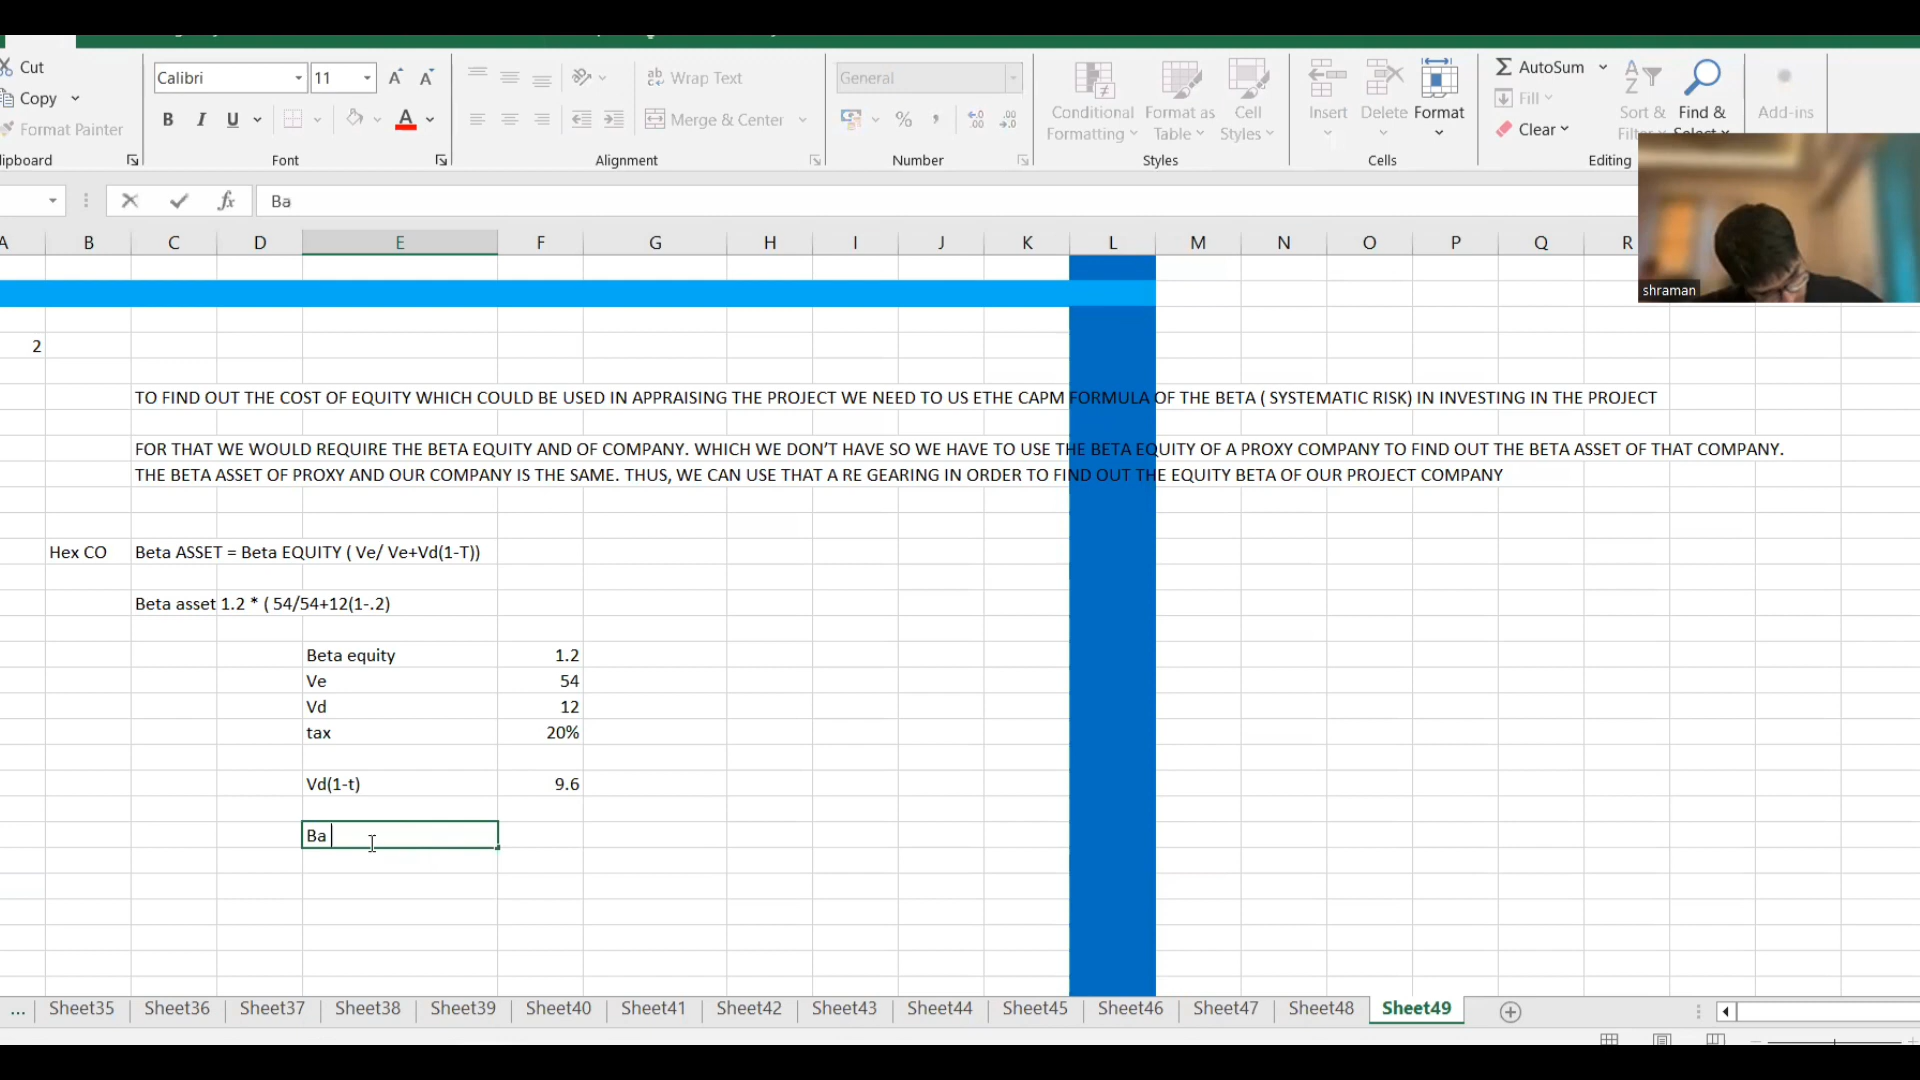 Cut
Calibri
11
Wrap Text
General
AutoSum
Copy
Conditional Formatting
Format as Table
Cell Styles
Insert
Delete
Format
Fill
Sort &
Find &
Select
Add-ins
Format Painter
B I U
Merge & Center
%
Clear
Font
Alignment
Number
Styles
Cells
Editing
fx
Ba
A B C D E F G H I J K L M N O P Q R
shraman
2
TO FIND OUT THE COST OF EQUITY WHICH COULD BE USED IN APPRAISING THE PROJECT WE NEED TO US ETHE CAPM FORMULA OF THE BETA ( SYSTEMATIC RISK) IN INVESTING IN THE PROJECT
FOR THAT WE WOULD REQUIRE THE BETA EQUITY AND OF COMPANY. WHICH WE DON’T HAVE SO WE HAVE TO USE THE BETA EQUITY OF A PROXY COMPANY TO FIND OUT THE BETA ASSET OF THAT COMPANY.
THE BETA ASSET OF PROXY AND OUR COMPANY IS THE SAME. THUS, WE CAN USE THAT A RE GEARING IN ORDER TO FIND OUT THE EQUITY BETA OF OUR PROJECT COMPANY
Hex CO Beta ASSET = Beta EQUITY ( Ve/ Ve+Vd(1-T))
Beta asset 1.2 * ( 54/54+12(1-.2)
Beta equity 1.2
Ve 54
Vd 12
tax 20%
Vd(1-t) 9.6
Ba
... Sheet35 Sheet36 Sheet37 Sheet38 Sheet39 Sheet40 Sheet41 Sheet42 Sheet43 Sheet44 Sheet45 Sheet46 Sheet47 Sheet48 Sheet49